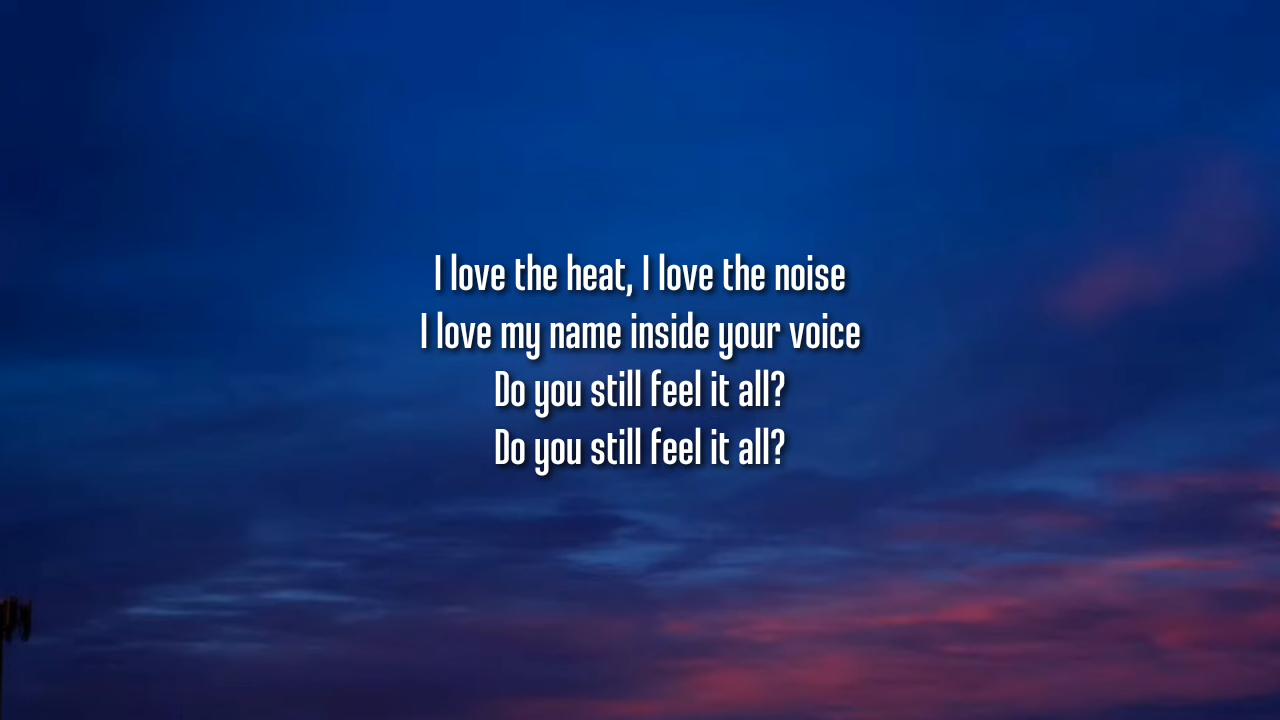 I love the heat, I love the noise
I love my name inside your voice
Do you still feel it all?
Do you still feel it all?